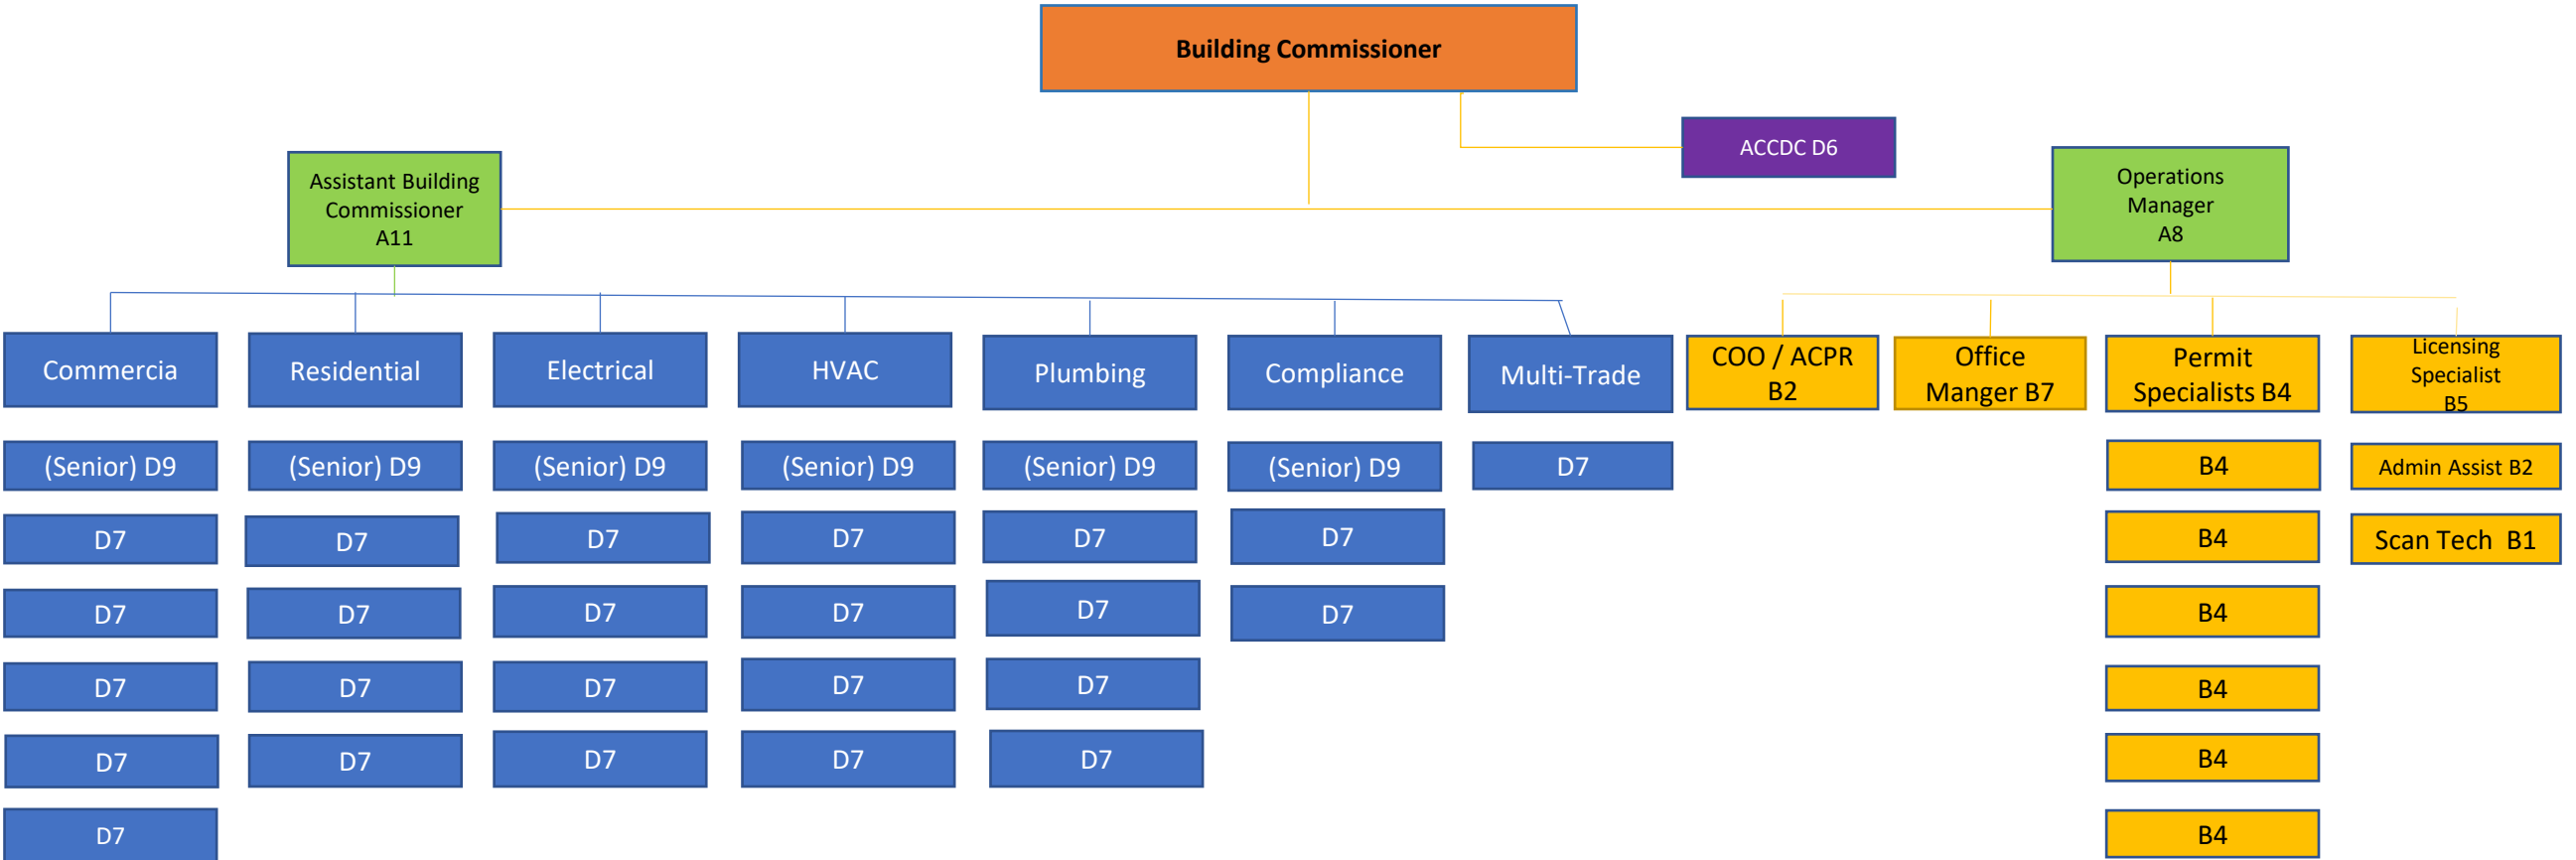 Building Commissioner
ACCDC D6
Assistant Building
Commissioner
A11
Operations
Manager
A8
Commercia
Residential
Electrical
HVAC
Plumbing
Compliance
Multi-Trade
COO / ACPR
B2
Office
Manger B7
Permit
Specialists B4
Licensing
Specialist
B5
(Senior) D9
(Senior) D9
(Senior) D9
(Senior) D9
(Senior) D9
(Senior) D9
D7
B4
Admin Assist B2
D7
D7
D7
D7
D7
D7
B4
Scan Tech B1
D7
D7
D7
D7
D7
D7
B4
D7
D7
D7
D7
D7
B4
D7
D7
D7
D7
D7
B4
D7
B4